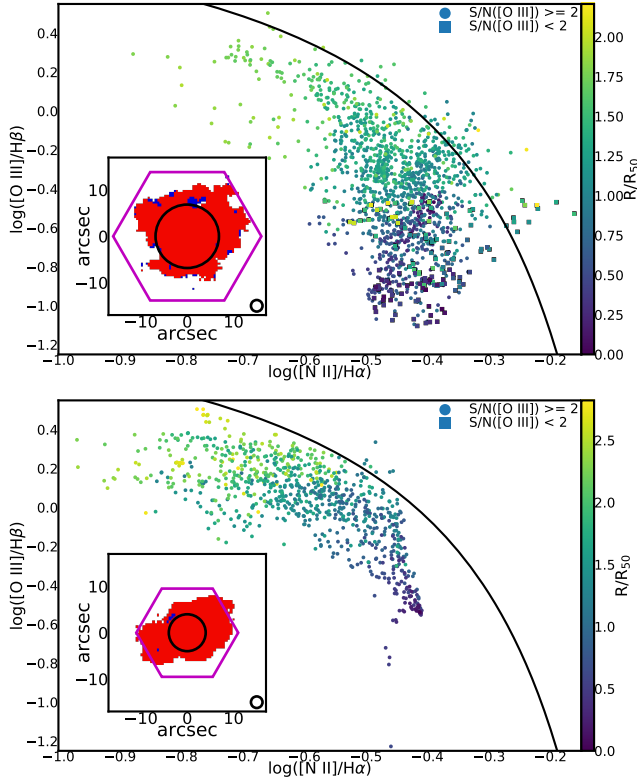 S/N([O III]) >= 2
S/N([O III]) < 2
0.4
0.2
0.0
−0.2
−0.4
−0.6
−0.8
−1.0
−1.2
log([O III]/Hβ)
10
0
−10
arcsec
−10 0 10
arcsec
−1.0 −0.9 −0.8 −0.7 −0.6 −0.5 −0.4 −0.3 −0.2
log([N II]/Hα)
2.00
1.75
1.50
1.25
1.00
0.75
0.50
0.25
0.00
R/R50
S/N([O III]) >= 2
S/N([O III]) < 2
0.4
0.2
0.0
−0.2
−0.4
−0.6
−0.8
−1.0
−1.2
log([O III]/Hβ)
10
0
−10
arcsec
−10 0 10
arcsec
−1.0 −0.9 −0.8 −0.7 −0.6 −0.5 −0.4 −0.3 −0.2
log([N II]/Hα)
2.5
2.0
1.5
1.0
0.5
0.0
R/R50